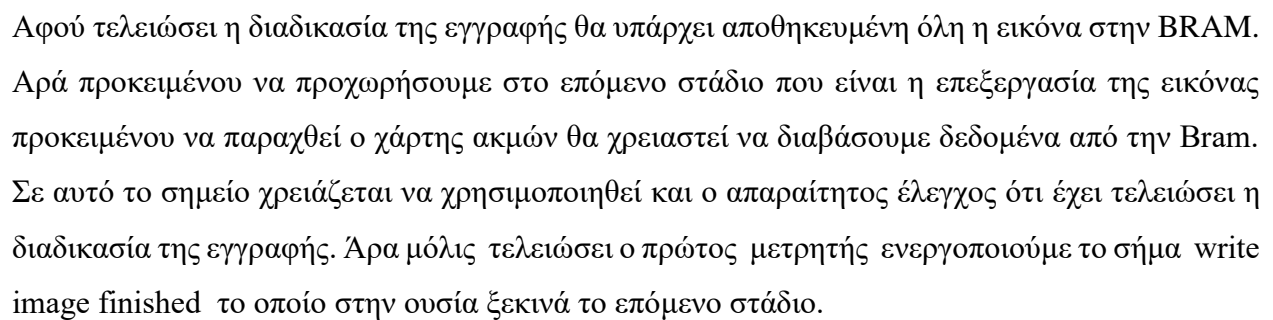 Αφού τελειώσει η διαδικασία της εγγραφής θα υπάρχει αποθηκευμένη όλη η εικόνα στην BRAM.
Αρά προκειμένου να προχωρήσουμε στο επόμενο στάδιο που είναι η επεξεργασία της εικόνας
προκειμένου να παραχθεί ο χάρτης ακμών θα χρειαστεί να διαβάσουμε δεδομένα από την Bram.
Σε αυτό το σημείο χρειάζεται να χρησιμοποιηθεί και ο απαραίτητος έλεγχος ότι έχει τελειώσει η
διαδικασία της εγγραφής. Άρα μόλις τελειώσει ο πρώτος μετρητής ενεργοποιούμε το σήμα write
image finished το οποίο στην ουσία ξεκινά το επόμενο στάδιο.